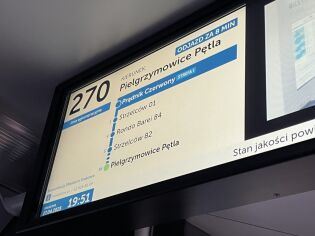 270
KIERUNEK
Pielgrzymowice Pętla
ODJAZD ZA 8 MIN
Prądnik Czerwony
Strzelców 01
Rondo Barei 84
Strzelców 82
Pielgrzymowice Pętla
19:51
Stan jakości pow